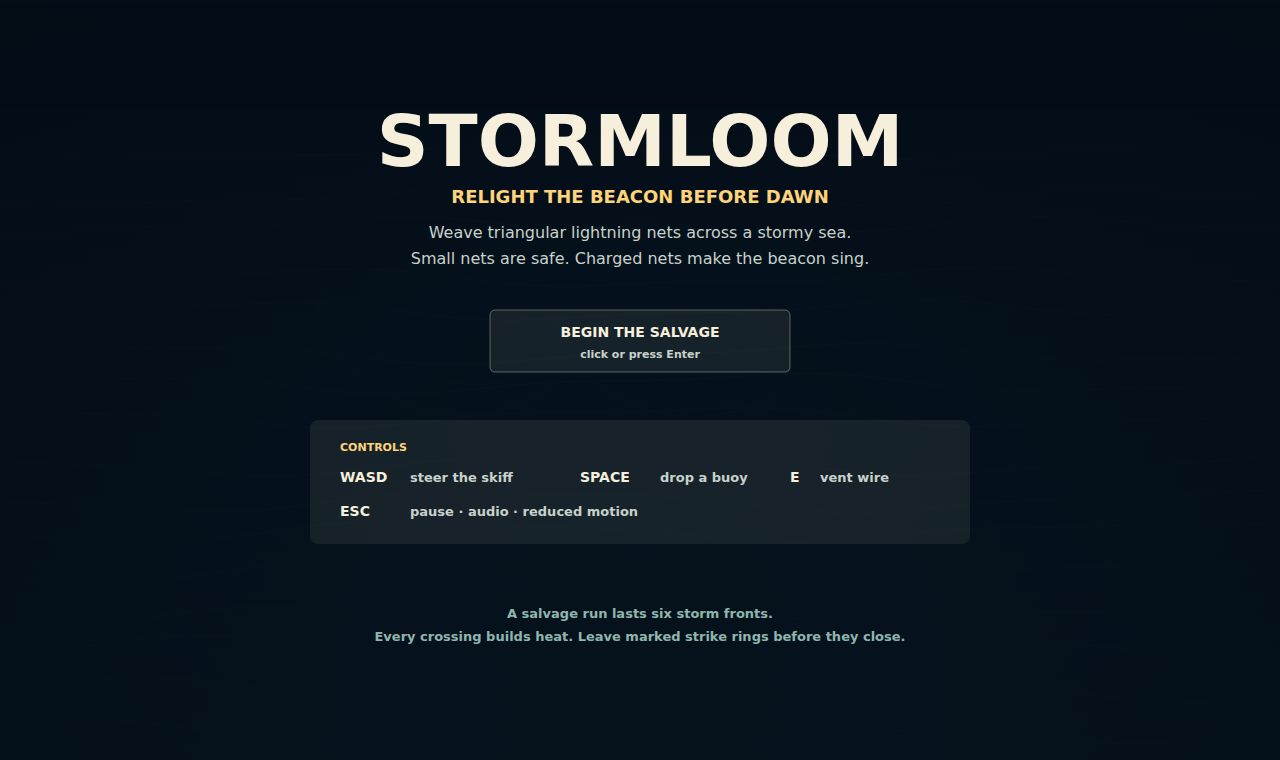 STORMLOOM
RELIGHT THE BEACON BEFORE DAWN
Weave triangular lightning nets across a stormy sea.
Small nets are safe. Charged nets make the beacon sing.
BEGIN THE SALVAGE
click or press Enter
CONTROLS
WASD steer the skiff SPACE drop a buoy E vent wire
ESC pause · audio · reduced motion
A salvage run lasts six storm fronts.
Every crossing builds heat. Leave marked strike rings before they close.